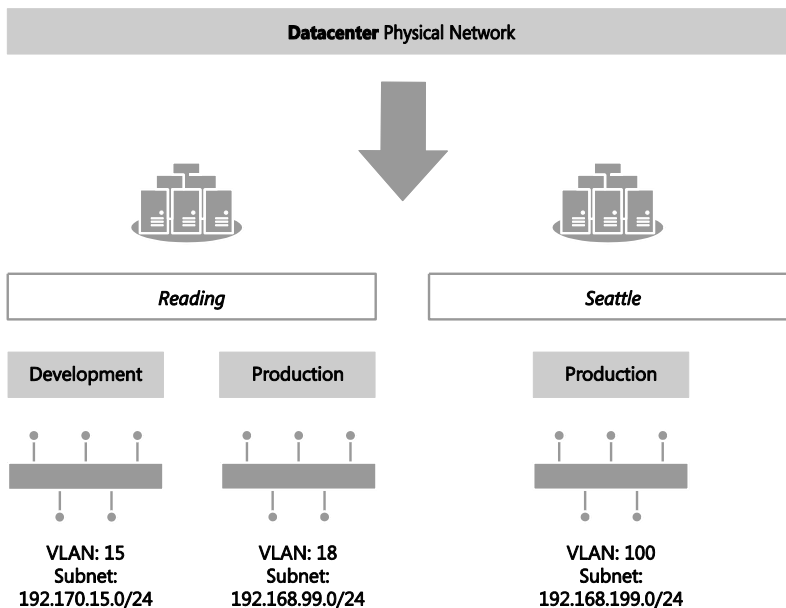 Datacenter Physical Network
Reading
Seattle
Development
Production
Production
VLAN: 15
Subnet:
192.170.15.0/24
VLAN: 18
Subnet:
192.168.99.0/24
VLAN: 100
Subnet:
192.168.199.0/24